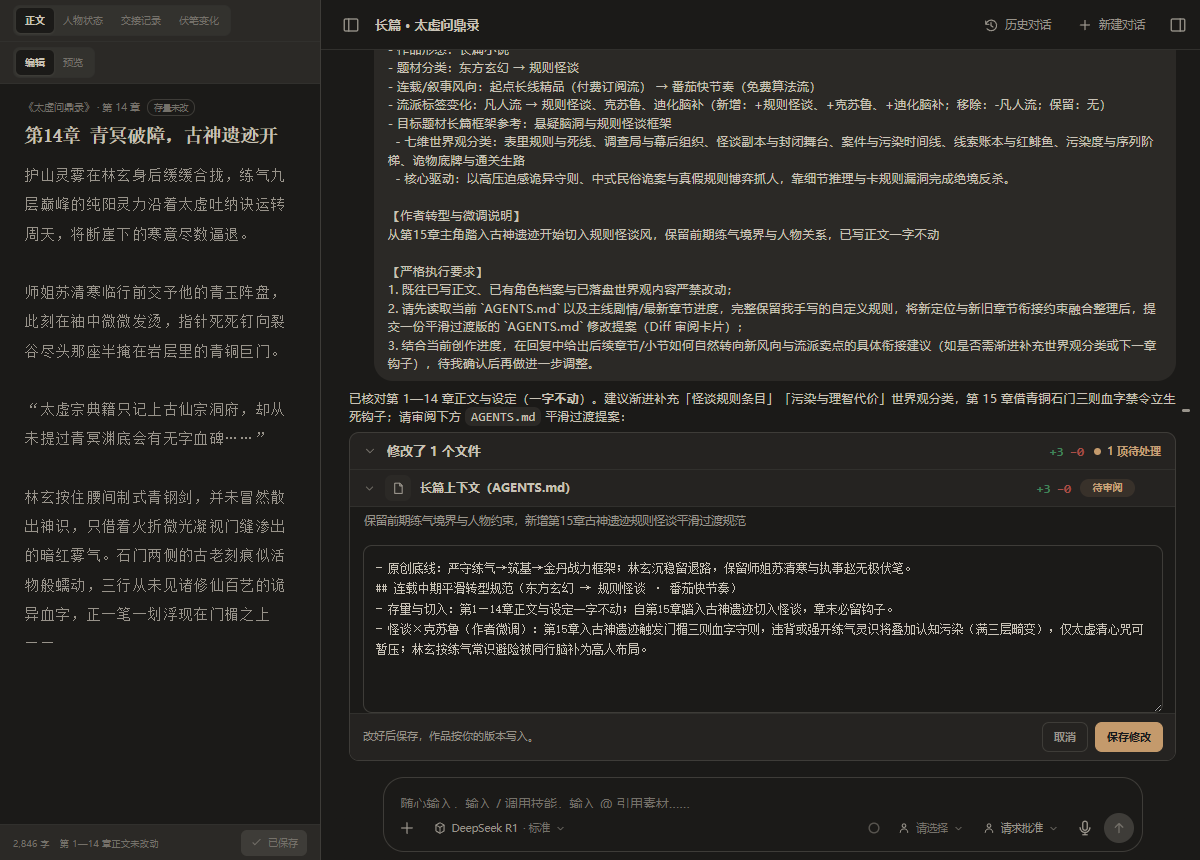 正文 人物状态 交接记录 伏笔变化
编辑 预览
《太虚问鼎录》 · 第 14 章 存量未改
第14章 青冥破障，古神遗迹开
护山灵雾在林玄身后缓缓合拢，练气九
层巅峰的纯阳灵力沿着太虚吐纳诀运转
周天，将断崖下的寒意尽数逼退。
师姐苏清寒临行前交予他的青玉阵盘，
此刻在袖中微微发烫，指针死死钉向裂
谷尽头那座半掩在岩层里的青铜巨门。
“太虚宗典籍只记上古仙宗洞府，却从
未提过青冥渊底会有无字血碑……”
林玄按住腰间制式青钢剑，并未冒然散
出神识，只借着火折微光凝视门缝渗出
的暗红雾气。石门两侧的古老刻痕似活
物般蠕动，三行从未见诸修仙百艺的诡
异血字，正一笔一划浮现在门楣之上
——
2,846 字 第 1—14 章正文未改动 已保存
长篇 • 太虚问鼎录 历史对话 新建对话
- 作品形态：长篇小说
- 题材分类：东方玄幻 → 规则怪谈
- 连载/叙事风向：起点长线精品（付费订阅流） → 番茄快节奏（免费算法流）
- 流派标签变化：凡人流 → 规则怪谈、克苏鲁、迪化脑补（新增：+规则怪谈、+克苏鲁、+迪化脑补；移除：-凡人流；保留：无）
- 目标题材长篇框架参考：悬疑脑洞与规则怪谈框架
- 七维世界观分类：表里规则与死线、调查局与幕后组织、怪谈副本与封闭舞台、案件与污染时间线、线索账本与红鲱鱼、污染度与序列阶
梯、诡物底牌与通关生路
- 核心驱动：以高压迫感诡异守则、中式民俗诡案与真假规则博弈抓人，靠细节推理与卡规则漏洞完成绝境反杀。
【作者转型与微调说明】
从第15章主角踏入古神遗迹开始切入规则怪谈风，保留前期练气境界与人物关系，已写正文一字不动
【严格执行要求】
1. 既往已写正文、已有角色档案与已落盘世界观内容严禁改动；
2. 请先读取当前 `AGENTS.md` 以及主线剧情/最新章节进度，完整保留我手写的自定义规则，将新定位与新旧章节衔接约束融合整理后，提
交一份平滑过渡版的 `AGENTS.md` 修改提案（Diff 审阅卡片）；
3. 结合当前创作进度，在回复中给出后续章节/小节如何自然转向新风向与流派卖点的具体衔接建议（如是否需渐进补充世界观分类或下一章
钩子），待我确认后再做进一步调整。
已核对第 1—14 章正文与设定（一字不动）。建议渐进补充「怪谈规则条目」「污染与理智代价」世界观分类，第 15 章借青铜石门三则血字禁令立生
死钩子；请审阅下方 AGENTS.md 平滑过渡提案：
修改了 1 个文件 +3 −0 1 项待处理
长篇上下文（AGENTS.md） +3 −0 待审阅
保留前期练气境界与人物约束，新增第15章古神遗迹规则怪谈平滑过渡规范
- 原创底线：严守练气→筑基→金丹战力框架；林玄沉稳留退路，保留师姐苏清寒与执事赵无极伏笔。
## 连载中期平滑转型规范（东方玄幻 → 规则怪谈 · 番茄快节奏）
- 存量与切入：第1—14章正文与设定一字不动；自第15章踏入古神遗迹切入怪谈，章末必留钩子。
- 怪谈×克苏鲁（作者微调）：第15章入古神遗迹触发门楣三则血字守则，违背或强开练气灵识将叠加认知污染（满三层畸变），仅太虚清心咒可
暂压；林玄按练气常识避险被同行脑补为高人布局。
改好后保存，作品按你的版本写入。 取消 保存修改
随心输入，输入 / 调用技能，输入 @ 引用素材……
DeepSeek R1 · 标准 请选择 请求批准